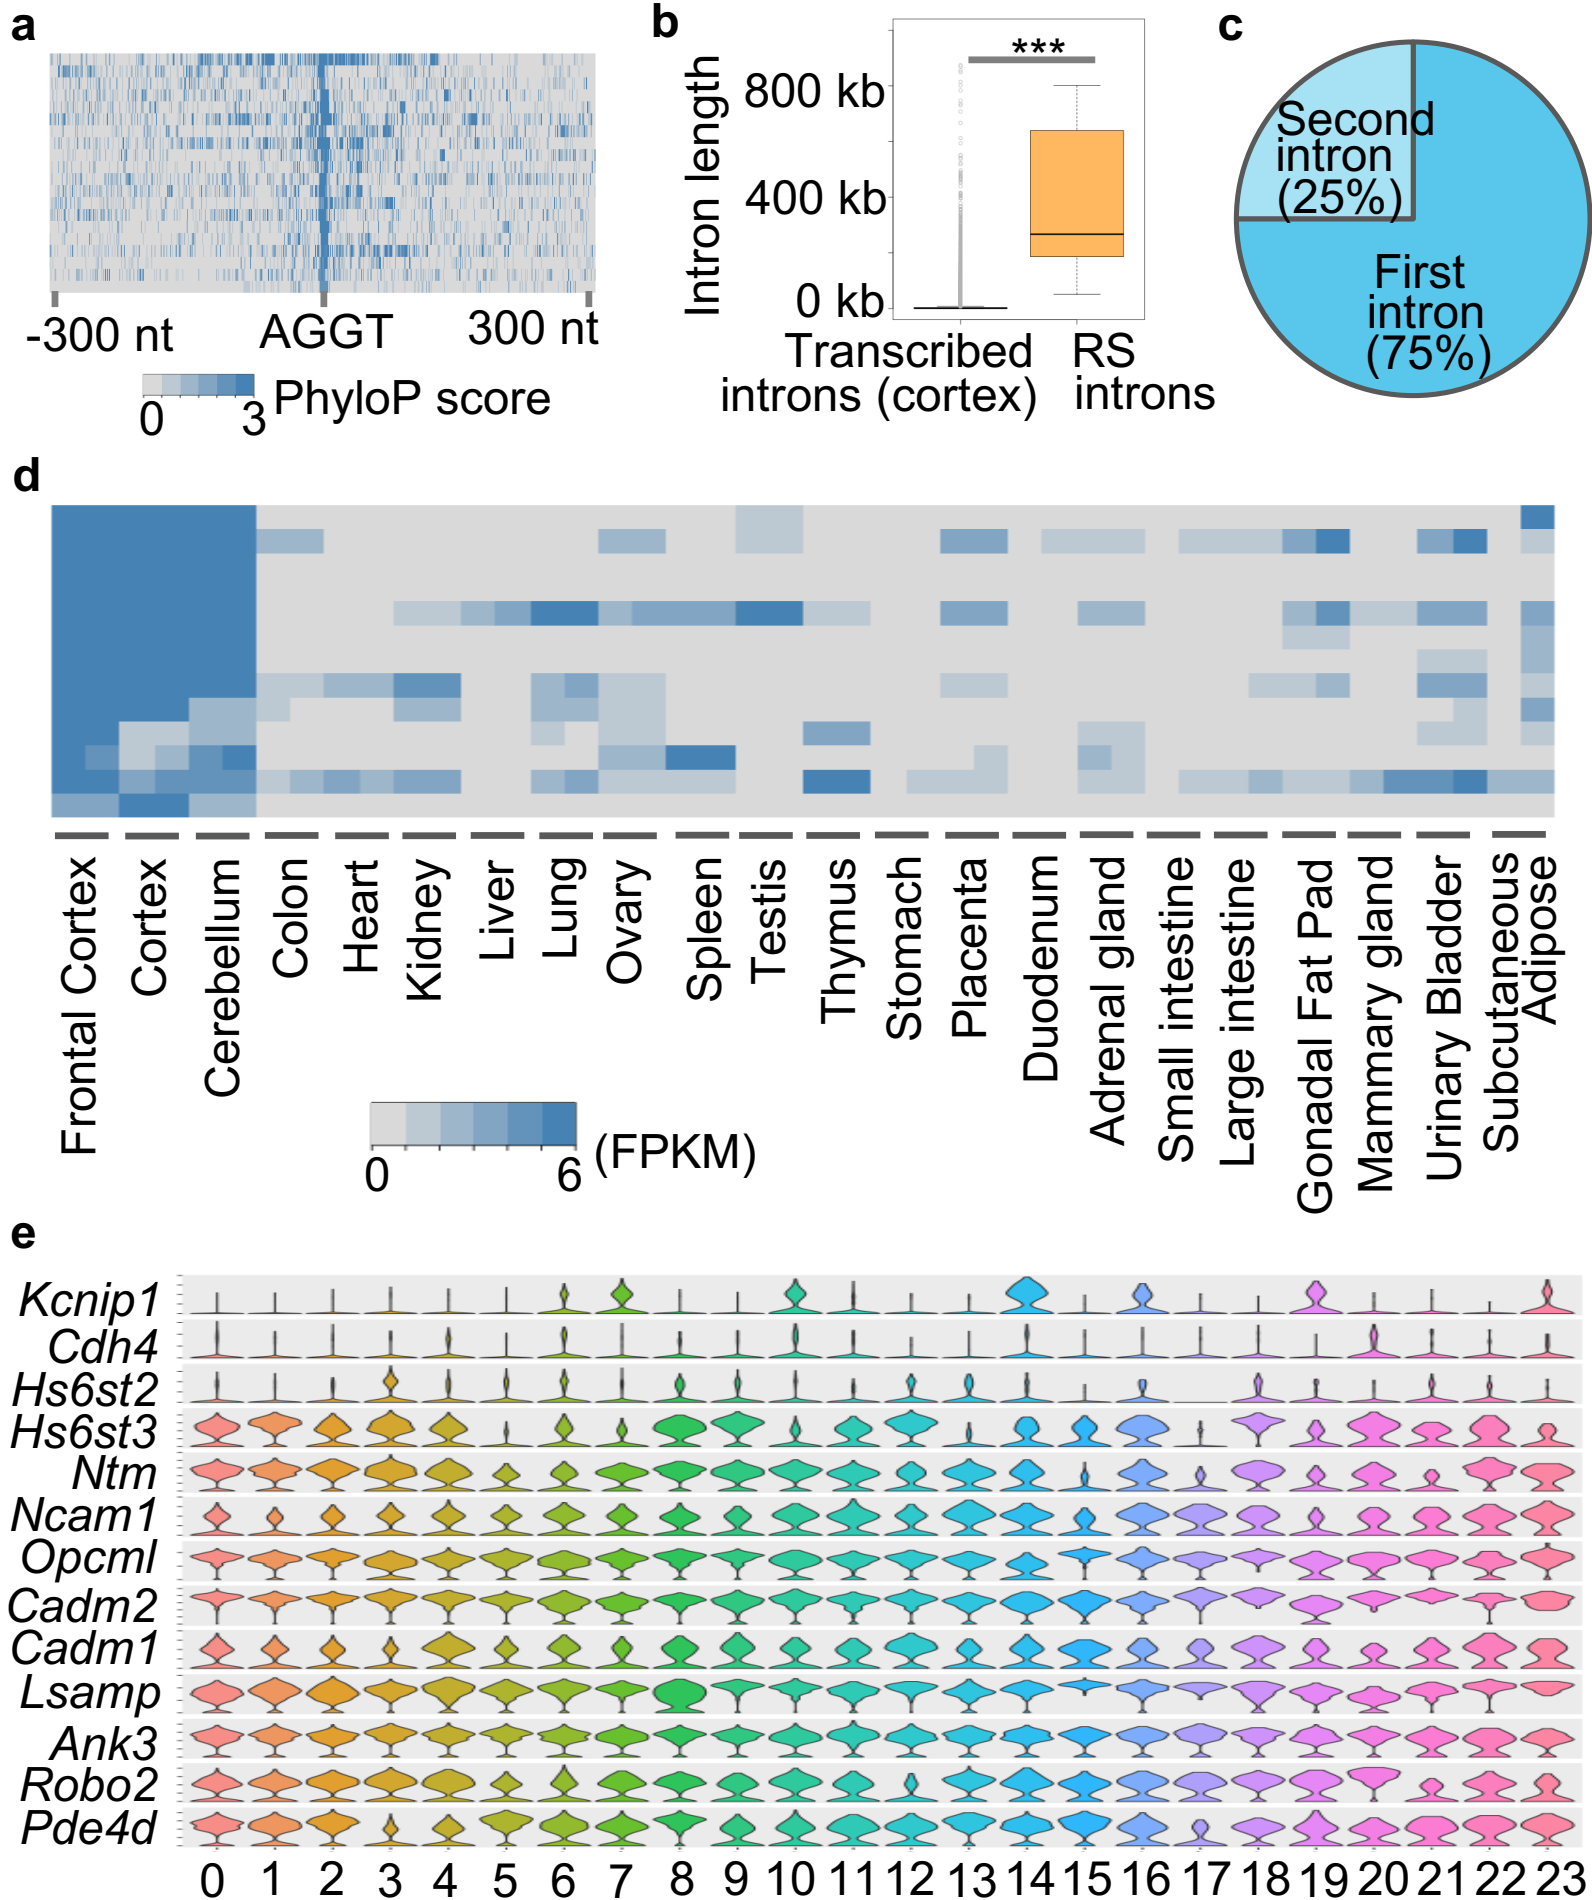 a
-300 nt
AGGT
300 nt
0
3
PhyloP score
b
***
Intron length
800 kb
400 kb
0 kb
Transcribed
introns (cortex)
RS
introns
c
Second
intron
(25%)
First
intron
(75%)
d
Frontal Cortex
Cortex
Cerebellum
Colon
Heart
Kidney
Liver
Lung
Ovary
Spleen
Testis
Thymus
Stomach
Placenta
Duodenum
Adrenal gland
Small intestine
Large intestine
Gonadal Fat Pad
Mammary gland
Urinary Bladder
Subcutaneous
Adipose
0
6
(FPKM)
e
Kcnip1
Cdh4
Hs6st2
Hs6st3
Ntm
Ncam1
Opcml
Cadm2
Cadm1
Lsamp
Ank3
Robo2
Pde4d
0 1 2 3 4 5 6 7 8 9 10 11 12 13 14 15 16 17 18 19 20 21 22 23